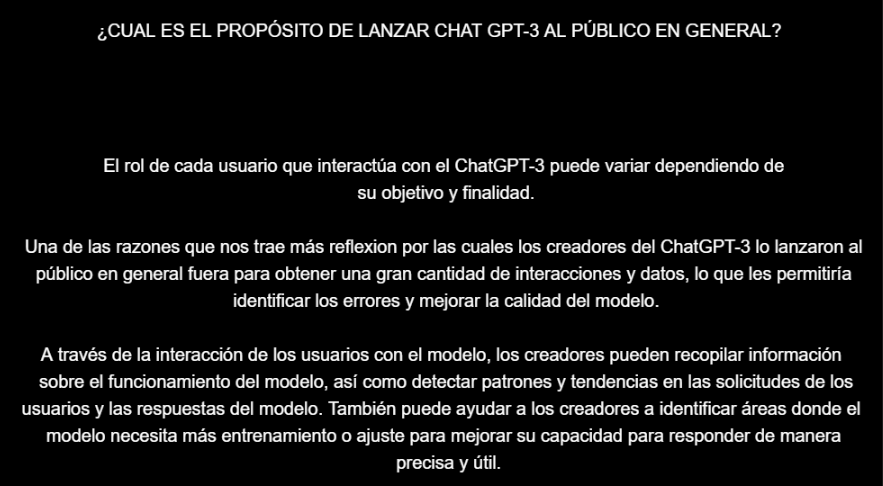 ¿CUAL ES EL PROPÓSITO DE LANZAR CHAT GPT-3 AL PÚBLICO EN GENERAL?
El rol de cada usuario que interactúa con el ChatGPT-3 puede variar dependiendo de
su objetivo y finalidad.
Una de las razones que nos trae más reflexion por las cuales los creadores del ChatGPT-3 lo lanzaron al
público en general fuera para obtener una gran cantidad de interacciones y datos, lo que les permitiría
identificar los errores y mejorar la calidad del modelo.
A través de la interacción de los usuarios con el modelo, los creadores pueden recopilar información
sobre el funcionamiento del modelo, así como detectar patrones y tendencias en las solicitudes de los
usuarios y las respuestas del modelo. También puede ayudar a los creadores a identificar áreas donde el
modelo necesita más entrenamiento o ajuste para mejorar su capacidad para responder de manera
precisa y útil.